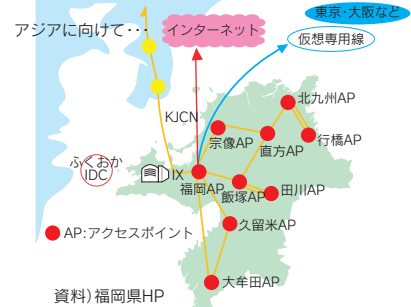 東京･大阪など
アジアに向けて･･･
インターネット
仮想専用線
KJCN
北九州AP
宗像AP
行橋AP
直方AP
ふくおか
IDC
IX
福岡AP
飯塚AP
田川AP
久留米AP
AP:アクセスポイント
大牟田AP
資料）福岡県HP